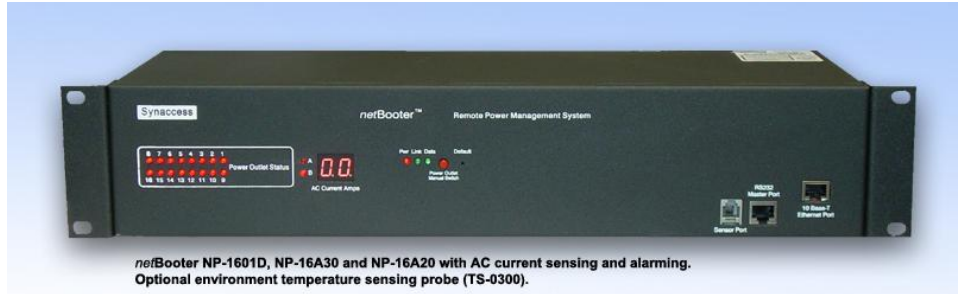 Synaccess
netBooter™
Remote Power Management System
8 7 6 5 4 3 2 1
Power Outlet Status
16 15 14 13 12 11 10 9
A
B
0.0.
AC Current Amps
Pwr Link Data
Default
Power Outlet
Manual Switch
Sensor Port
RS232
Master Port
10 Base-T
Ethernet Port
netBooter NP-1601D, NP-16A30 and NP-16A20 with AC current sensing and alarming.
Optional environment temperature sensing probe (TS-0300).